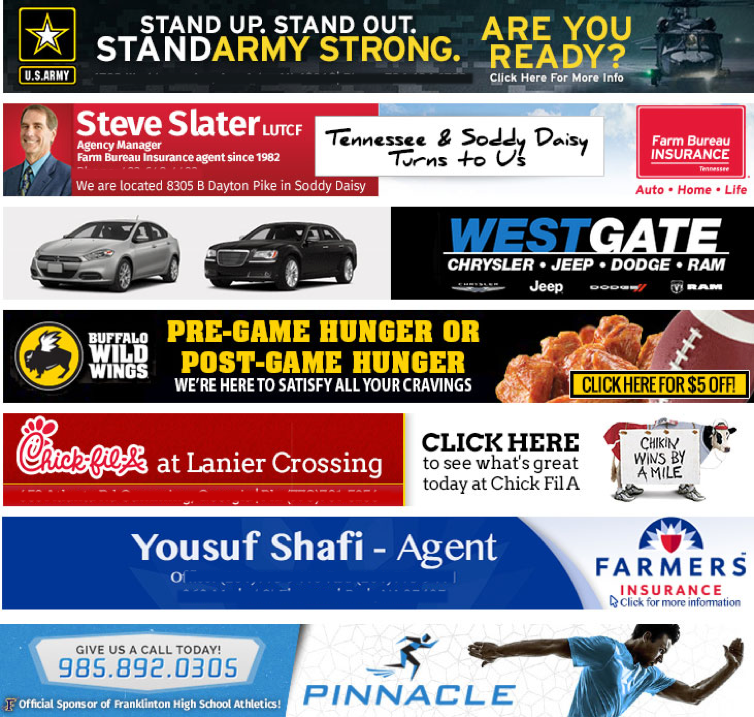 STAND UP. STAND OUT.
STANDARMY STRONG.
ARE YOU
READY?
Click Here For More Info
U.S.ARMY
Steve Slater LUTCF
Agency Manager
Farm Bureau Insurance agent since 1982
We are located 8305 B Dayton Pike in Soddy Daisy
Tennessee & Soddy Daisy
Turns to Us
Farm Bureau
INSURANCE
Tennessee
Auto • Home • Life
WESTGATE
CHRYSLER • JEEP • DODGE • RAM
CHRYSLER Jeep DODGE RAM
BUFFALO
WILD
WINGS
PRE-GAME HUNGER OR
POST-GAME HUNGER
WE'RE HERE TO SATISFY ALL YOUR CRAVINGS
CLICK HERE FOR $5 OFF!
Chick-fil-A at Lanier Crossing
CLICK HERE
to see what's great
today at Chick Fil A
CHIKIN
WINS BY
A MILE
Yousuf Shafi - Agent
FARMERS
INSURANCE
Click for more information
GIVE US A CALL TODAY!
985.892.0305
F Official Sponsor of Franklinton High School Athletics!
PINNACLE